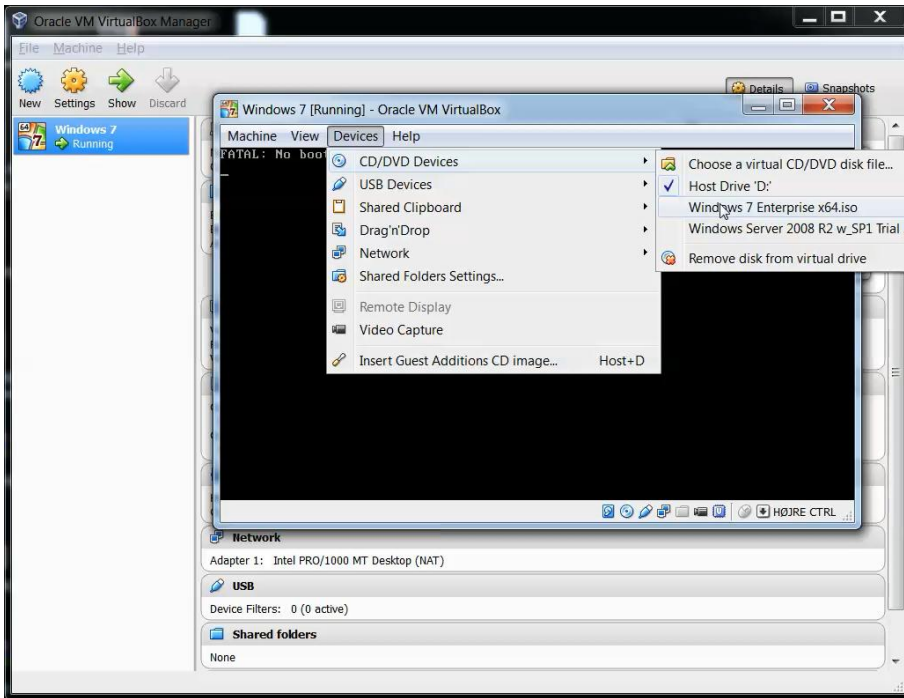 Oracle VM VirtualBox Manager
File Machine Help
New Settings Show Discard
Details Snapshots
64
7
Windows 7
Running
Windows 7 [Running] - Oracle VM VirtualBox
Machine View Devices Help
FATAL: No boot
CD/DVD Devices
USB Devices
Shared Clipboard
Drag'n'Drop
Network
Shared Folders Settings...
Remote Display
Video Capture
Insert Guest Additions CD image... Host+D
Choose a virtual CD/DVD disk file...
Host Drive 'D:'
Windows 7 Enterprise x64.iso
Windows Server 2008 R2 w_SP1 Trial
Remove disk from virtual drive
HØJRE CTRL
Network
Adapter 1: Intel PRO/1000 MT Desktop (NAT)
USB
Device Filters: 0 (0 active)
Shared folders
None